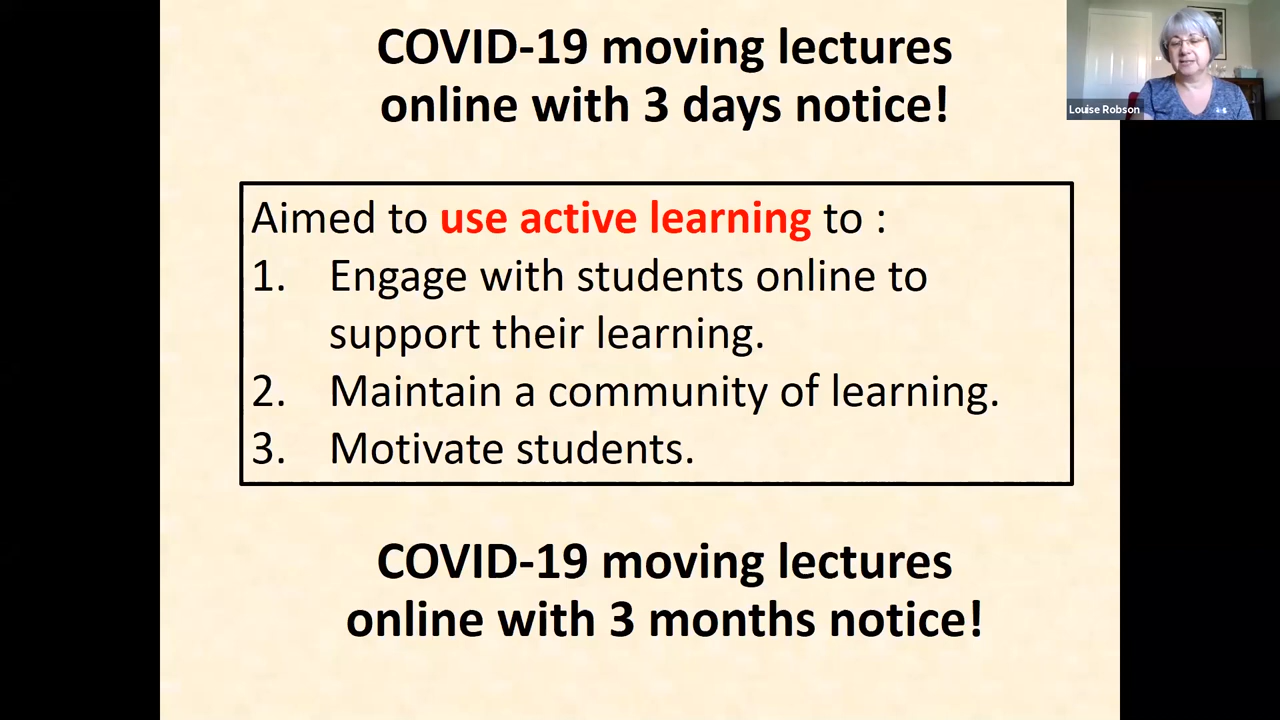 COVID-19 moving lectures
online with 3 days notice!
Louise Robson
Aimed to use active learning to :
1. Engage with students online to
support their learning.
2. Maintain a community of learning.
3. Motivate students.
COVID-19 moving lectures
online with 3 months notice!